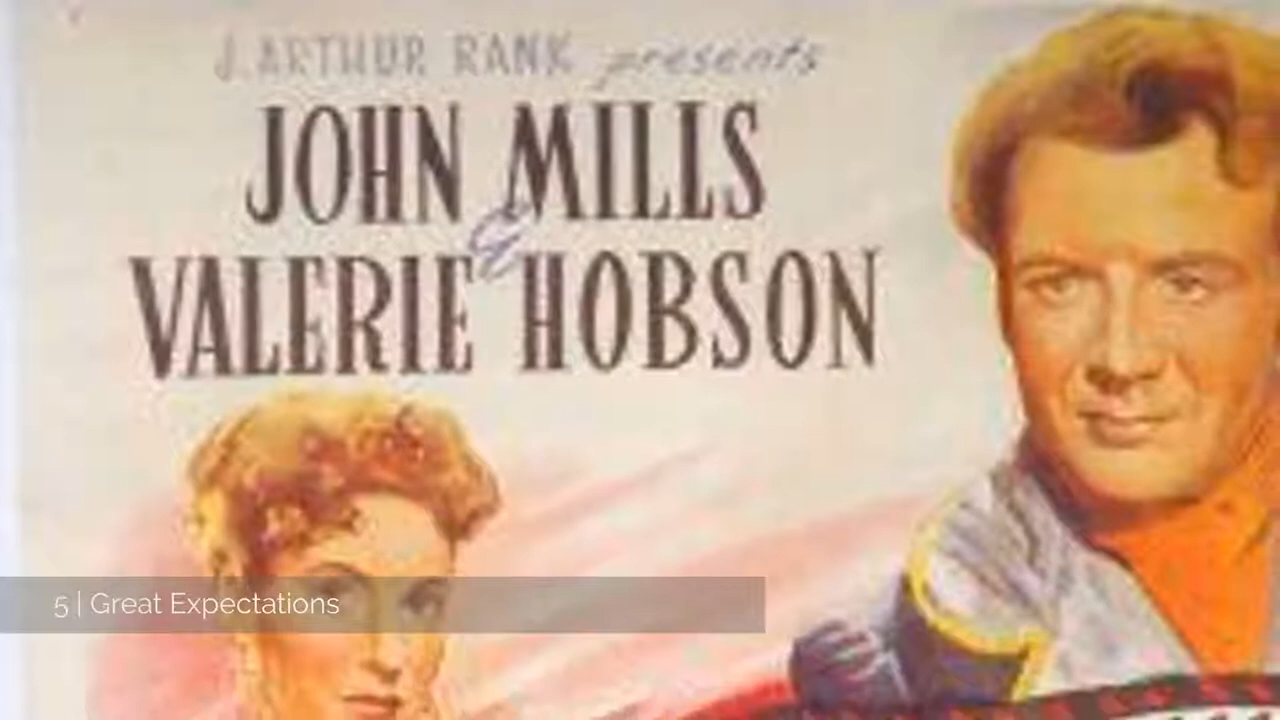 J. ARTHUR RANK presents
JOHN MILLS
&
VALERIE HOBSON
5 | Great Expectations